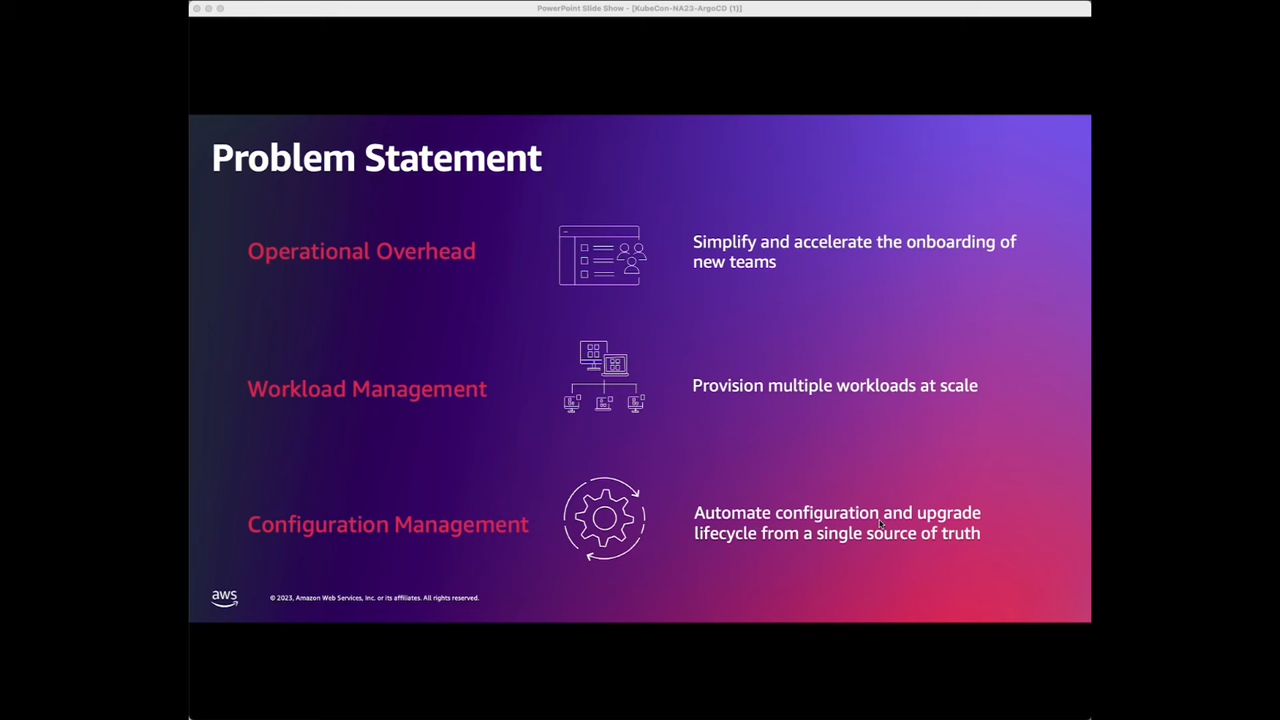 PowerPoint Slide Show - [KubeCon-NA23-ArgoCD (1)]
Problem Statement
Operational Overhead
Simplify and accelerate the onboarding of
new teams
Workload Management
Provision multiple workloads at scale
Configuration Management
Automate configuration and upgrade
lifecycle from a single source of truth
aws
© 2023, Amazon Web Services, Inc. or its affiliates. All rights reserved.